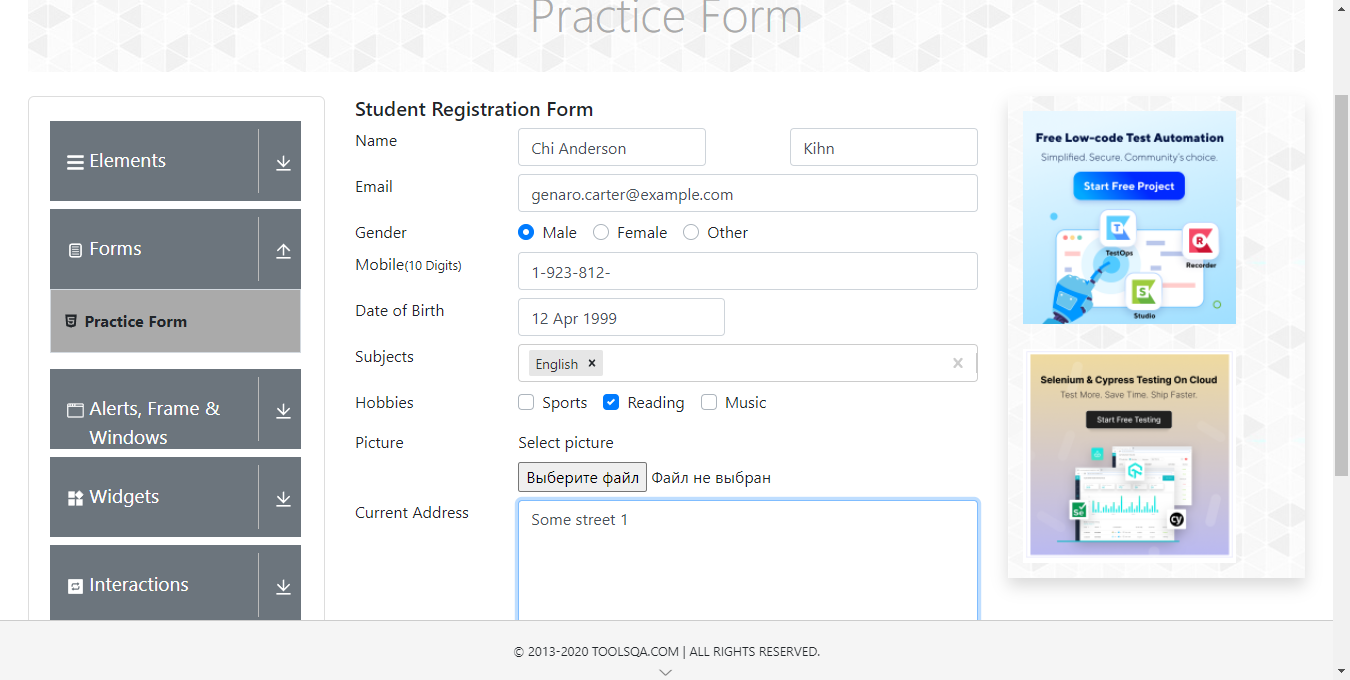 Practice Form
Elements
Forms
Practice Form
Alerts, Frame &
Windows
Widgets
Interactions
Student Registration Form
Name
Chi Anderson
Kihn
Email
genaro.carter@example.com
Gender
Male
Female
Other
Mobile(10 Digits)
1-923-812-
Date of Birth
12 Apr 1999
Subjects
English ×
Hobbies
Sports
Reading
Music
Picture
Select picture
Выберите файл Файл не выбран
Current Address
Some street 1
Free Low-code Test Automation
Simplified. Secure. Community's choice.
Start Free Project
T
TestOps
R
Recorder
S
Studio
Selenium & Cypress Testing On Cloud
Test More. Save Time. Ship Faster.
Start Free Testing
Se
cy
© 2013-2020 TOOLSQA.COM | ALL RIGHTS RESERVED.